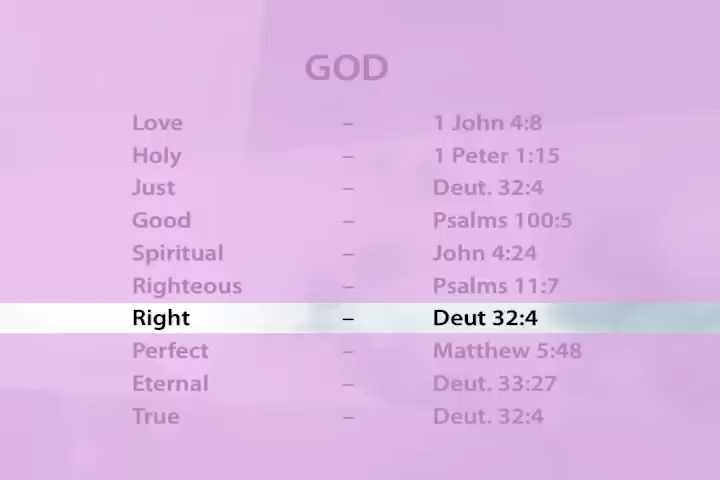 GOD
Love – 1 John 4:8
Holy – 1 Peter 1:15
Just – Deut. 32:4
Good – Psalms 100:5
Spiritual – John 4:24
Righteous – Psalms 11:7
Right – Deut 32:4
Perfect – Matthew 5:48
Eternal – Deut. 33:27
True – Deut. 32:4